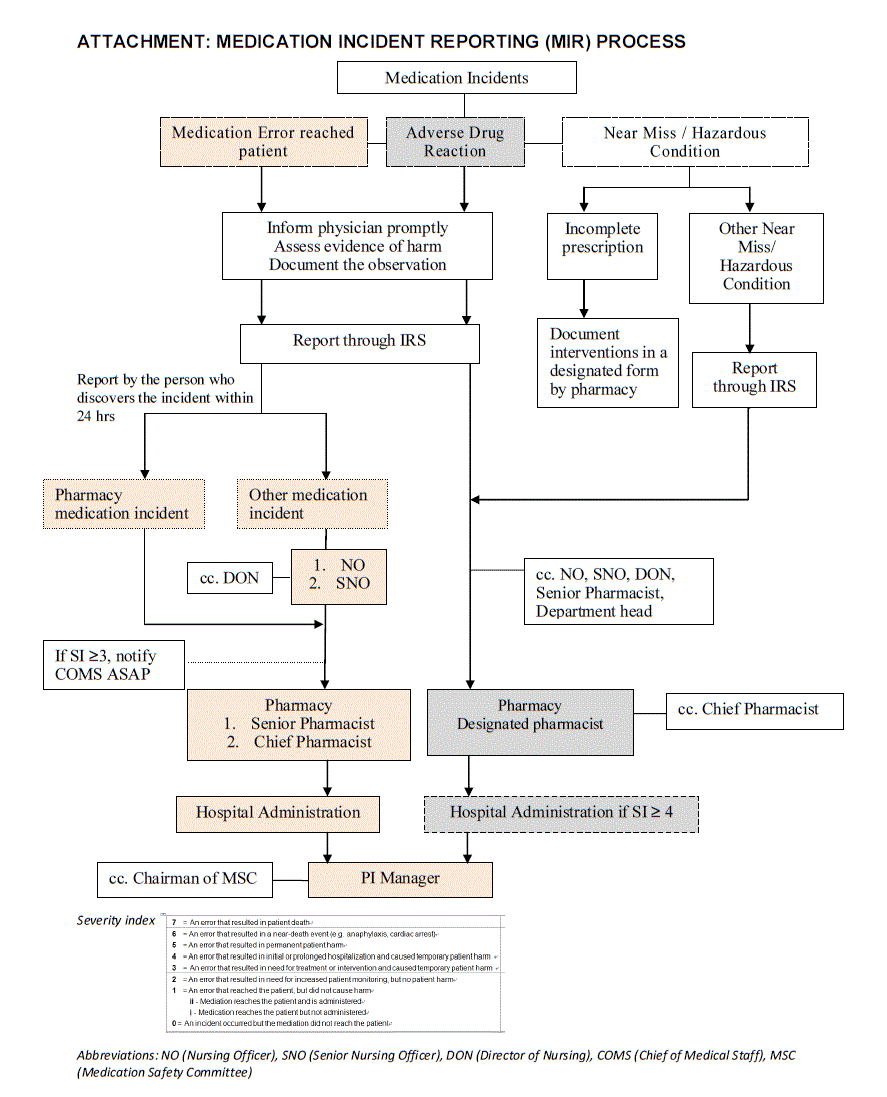 ATTACHMENT: MEDICATION INCIDENT REPORTING (MIR) PROCESS
Medication Incidents
Medication Error reached
patient
Adverse Drug
Reaction
Near Miss / Hazardous
Condition
Inform physician promptly
Assess evidence of harm
Document the observation
Incomplete
prescription
Other Near
Miss/
Hazardous
Condition
Report through IRS
Document
interventions in a
designated form
by pharmacy
Report
through IRS
Report by the person who
discovers the incident within
24 hrs
Pharmacy
medication incident
Other medication
incident
cc. DON
1. NO
2. SNO
cc. NO, SNO, DON,
Senior Pharmacist,
Department head
If SI ≥3, notify
COMS ASAP
Pharmacy
1. Senior Pharmacist
2. Chief Pharmacist
Pharmacy
Designated pharmacist
cc. Chief Pharmacist
Hospital Administration
Hospital Administration if SI ≥ 4
cc. Chairman of MSC
PI Manager
Severity index
7 = An error that resulted in patient death
6 = An error that resulted in a near-death event (e.g. anaphylaxis, cardiac arrest)
5 = An error that resulted in permanent patient harm
4 = An error that resulted in initial or prolonged hospitalization and caused temporary patient harm
3 = An error that resulted in need for treatment or intervention and caused temporary patient harm
2 = An error that resulted in need for increased patient monitoring, but no patient harm
1 = An error that reached the patient, but did not cause harm
ii - Mediation reaches the patient and is administered
i - Mediation reaches the patient but not administered
0 = An incident occurred but the mediation did not reach the patient
Abbreviations: NO (Nursing Officer), SNO (Senior Nursing Officer), DON (Director of Nursing), COMS (Chief of Medical Staff), MSC
(Medication Safety Committee)